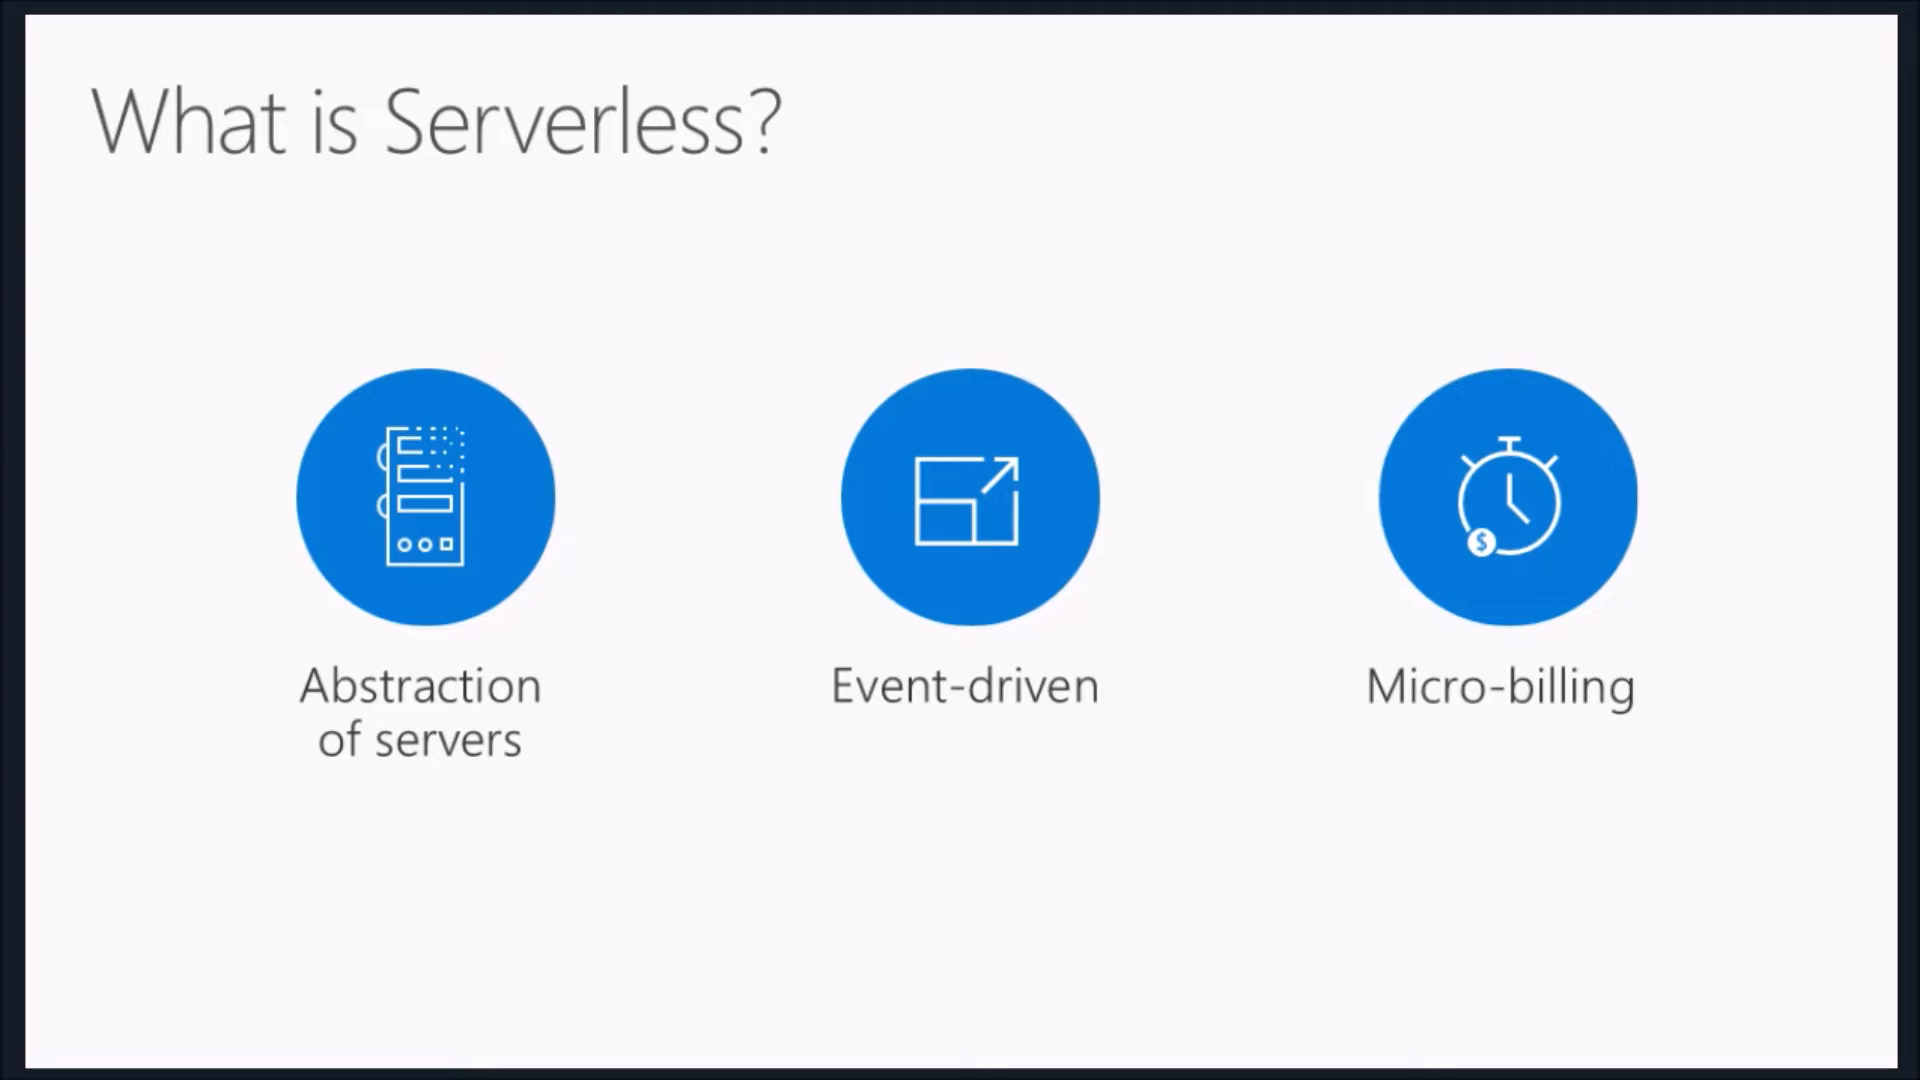 What is Serverless?
$
Abstraction
of servers
Event-driven
Micro-billing